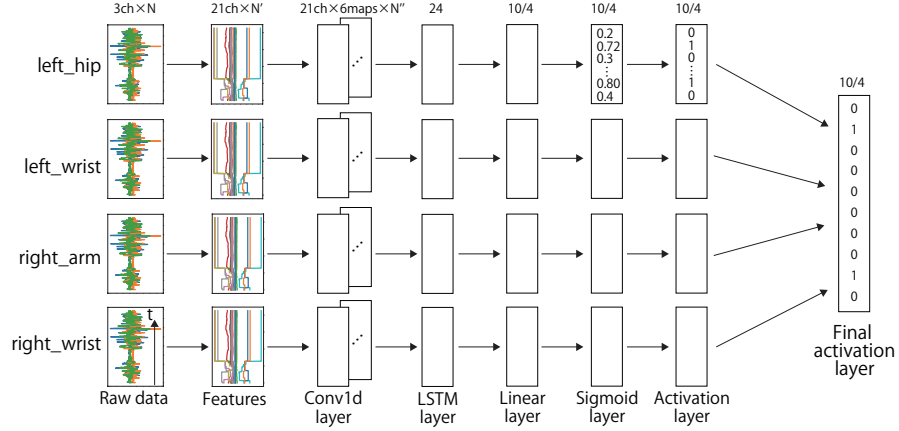 3ch×N
21ch×N'
21ch×6maps×N''
24
10/4
10/4
10/4
left_hip
0.2
0.72
0.3
0.80
0.4
0
1
0
1
0
left_wrist
right_arm
right_wrist
t
10/4
0
1
0
0
0
0
0
0
1
0
Final
activation
layer
Raw data
Features
Conv1d
layer
LSTM
layer
Linear
layer
Sigmoid
layer
Activation
layer